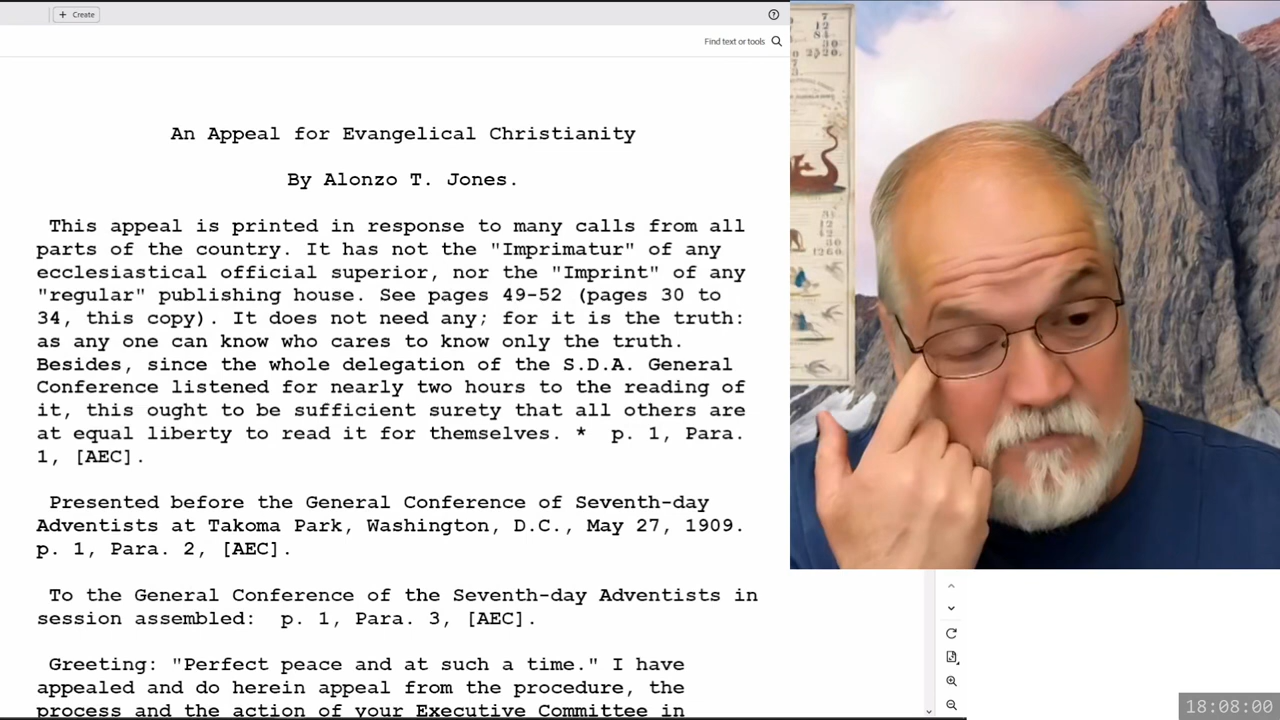 + Create
Find text or tools
An Appeal for Evangelical Christianity
By Alonzo T. Jones.
This appeal is printed in response to many calls from all
parts of the country. It has not the "Imprimatur" of any
ecclesiastical official superior, nor the "Imprint" of any
"regular" publishing house. See pages 49-52 (pages 30 to
34, this copy). It does not need any; for it is the truth:
as any one can know who cares to know only the truth.
Besides, since the whole delegation of the S.D.A. General
Conference listened for nearly two hours to the reading of
it, this ought to be sufficient surety that all others are
at equal liberty to read it for themselves. *  p. 1, Para.
1, [AEC].
Presented before the General Conference of Seventh-day
Adventists at Takoma Park, Washington, D.C., May 27, 1909.
p. 1, Para. 2, [AEC].
To the General Conference of the Seventh-day Adventists in
session assembled:  p. 1, Para. 3, [AEC].
Greeting: "Perfect peace and at such a time." I have
appealed and do herein appeal from the procedure, the
process and the action of your Executive Committee in
7
12
84
30
2520.
30
1260.
18:08:00